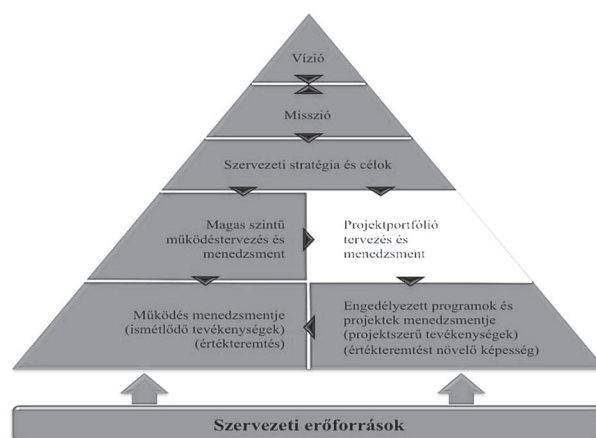 Vízió
Misszió
Szervezeti stratégia és célok
Magas szintű
működéstervezés és
menedzsment
Projektportfólió
tervezés és
menedzsment
Működés menedzsmentje
(ismétlődő tevékenységek)
(értékteremtés)
Engedélyezett programok és
projektek menedzsmentje
(projektszerű tevékenységek)
(értékteremtést növelő képesség)
Szervezeti erőforrások